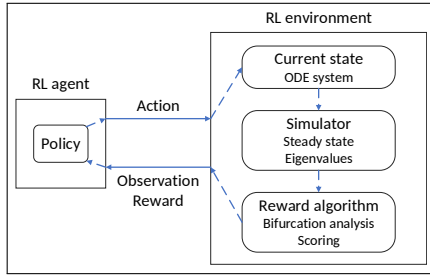 RL environment
Current state
ODE system
RL agent
Action
Policy
Simulator
Steady state
Eigenvalues
Observation
Reward
Reward algorithm
Bifurcation analysis
Scoring